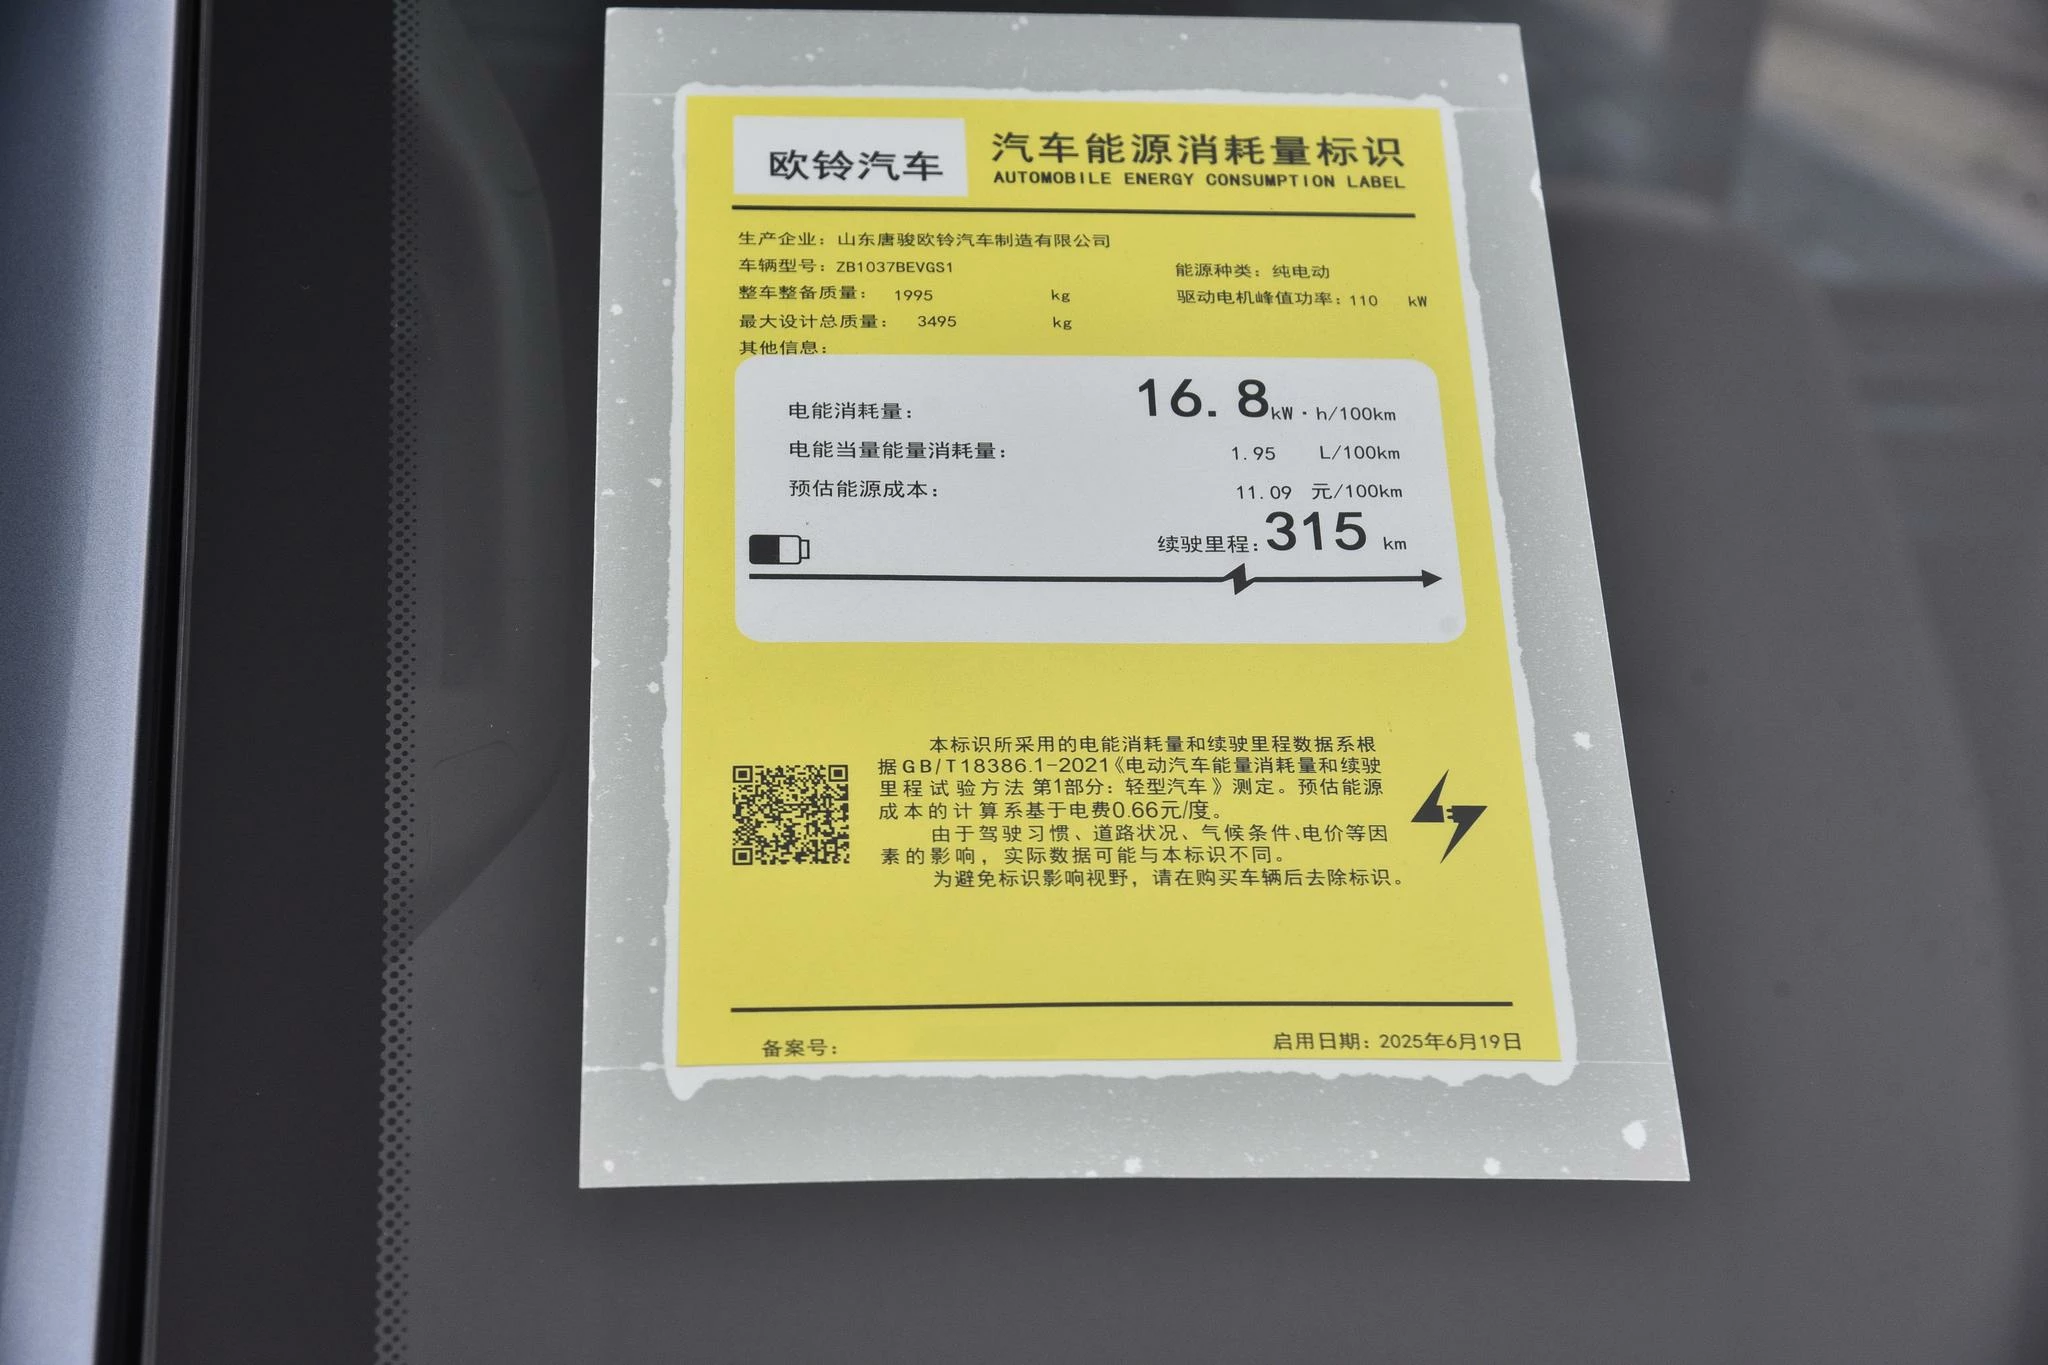 欧铃汽车
汽车能源消耗量标识
AUTOMOBILE ENERGY CONSUMPTION LABEL
生产企业：山东唐骏欧铃汽车制造有限公司
车辆型号：ZB1037BEVGS1
能源种类：纯电动
整车整备质量： 1995 kg
驱动电机峰值功率：110 kW
最大设计总质量： 3495 kg
其他信息：
电能消耗量： 16.8kW·h/100km
电能当量能量消耗量： 1.95 L/100km
预估能源成本： 11.09 元/100km
续驶里程：315 km
本标识所采用的电能消耗量和续驶里程数据系根
据GB/T18386.1-2021《电动汽车能量消耗量和续驶
里程试验方法 第1部分：轻型汽车》测定。预估能源
成本的计算系基于电费0.66元/度。
由于驾驶习惯、道路状况、气候条件、电价等因
素的影响，实际数据可能与本标识不同。
为避免标识影响视野，请在购买车辆后去除标识。
备案号：
启用日期：2025年6月19日